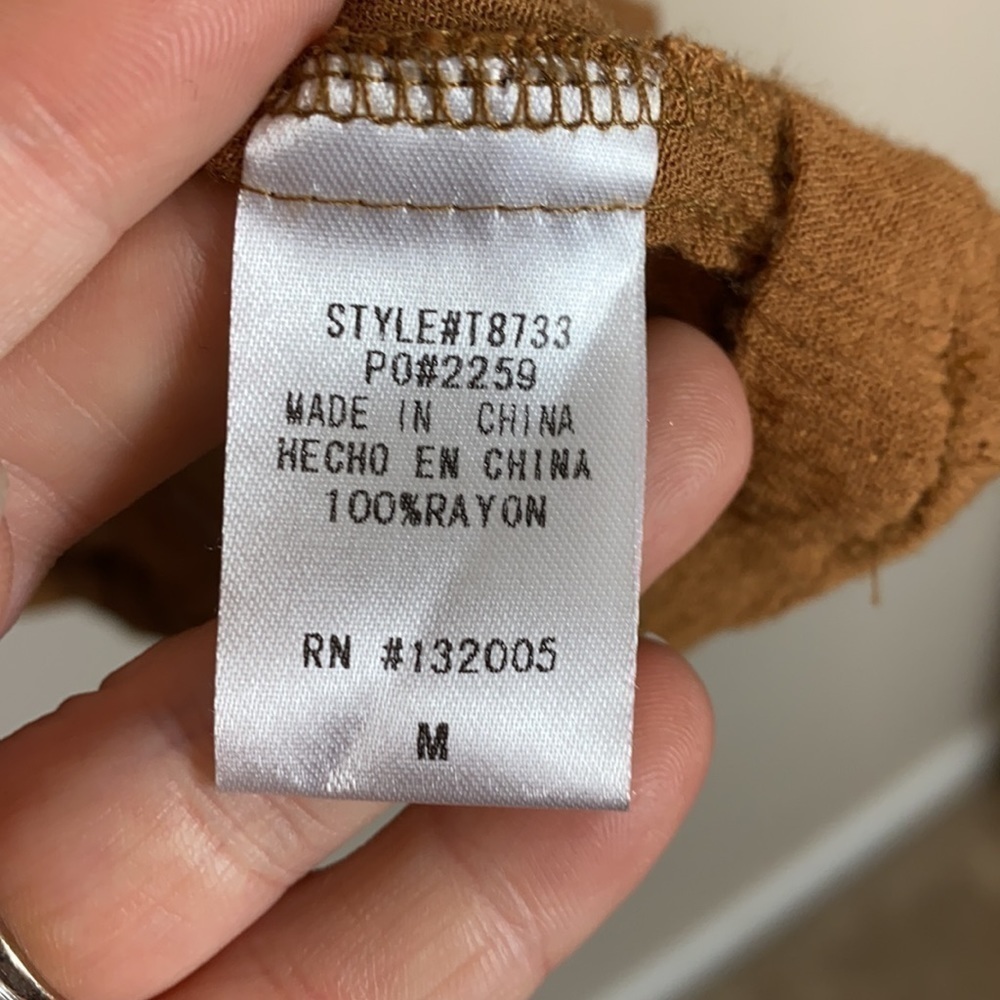 STYLE#T8733
PO#2259
MADE IN CHINA
HECHO EN CHINA
100%RAYON
RN #132005
M